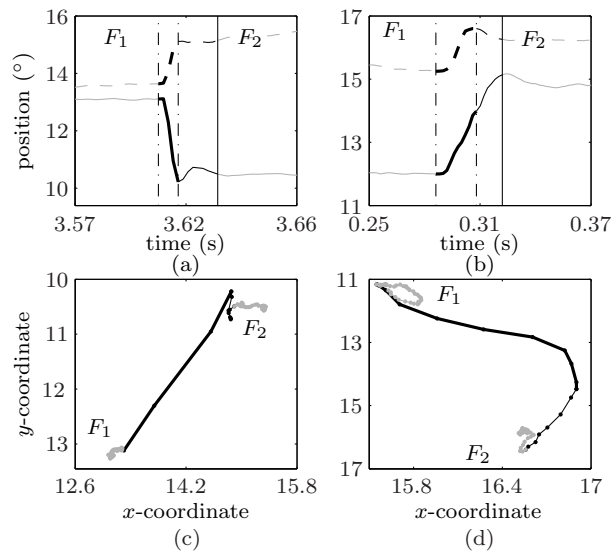 16
F1
F2
14
12
10
position (°)
3.57
3.62
3.66
time (s)
(a)
17
F1
F2
15
13
11
0.25
0.31
0.37
time (s)
(b)
10
11
12
13
F1
F2
y-coordinate
12.6
14.2
15.8
x-coordinate
(c)
11
F1
13
15
F2
17
15.8
16.4
17
x-coordinate
(d)